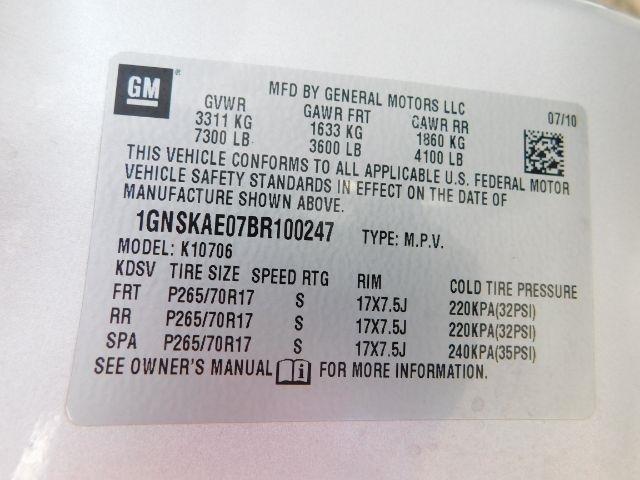 GM
MFD BY GENERAL MOTORS LLC
07/10
GVWR GAWR FRT GAWR RR
3311 KG 1633 KG 1860 KG
7300 LB 3600 LB 4100 LB
THIS VEHICLE CONFORMS TO ALL APPLICABLE U.S. FEDERAL MOTOR
VEHICLE SAFETY STANDARDS IN EFFECT ON THE DATE OF
MANUFACTURE SHOWN ABOVE.
1GNSKAE07BR100247 TYPE: M.P.V.
MODEL: K10706
KDSV TIRE SIZE SPEED RTG RIM COLD TIRE PRESSURE
FRT P265/70R17 S 17X7.5J 220KPA(32PSI)
RR P265/70R17 S 17X7.5J 220KPA(32PSI)
SPA P265/70R17 S 17X7.5J 240KPA(35PSI)
SEE OWNER'S MANUAL i FOR MORE INFORMATION.